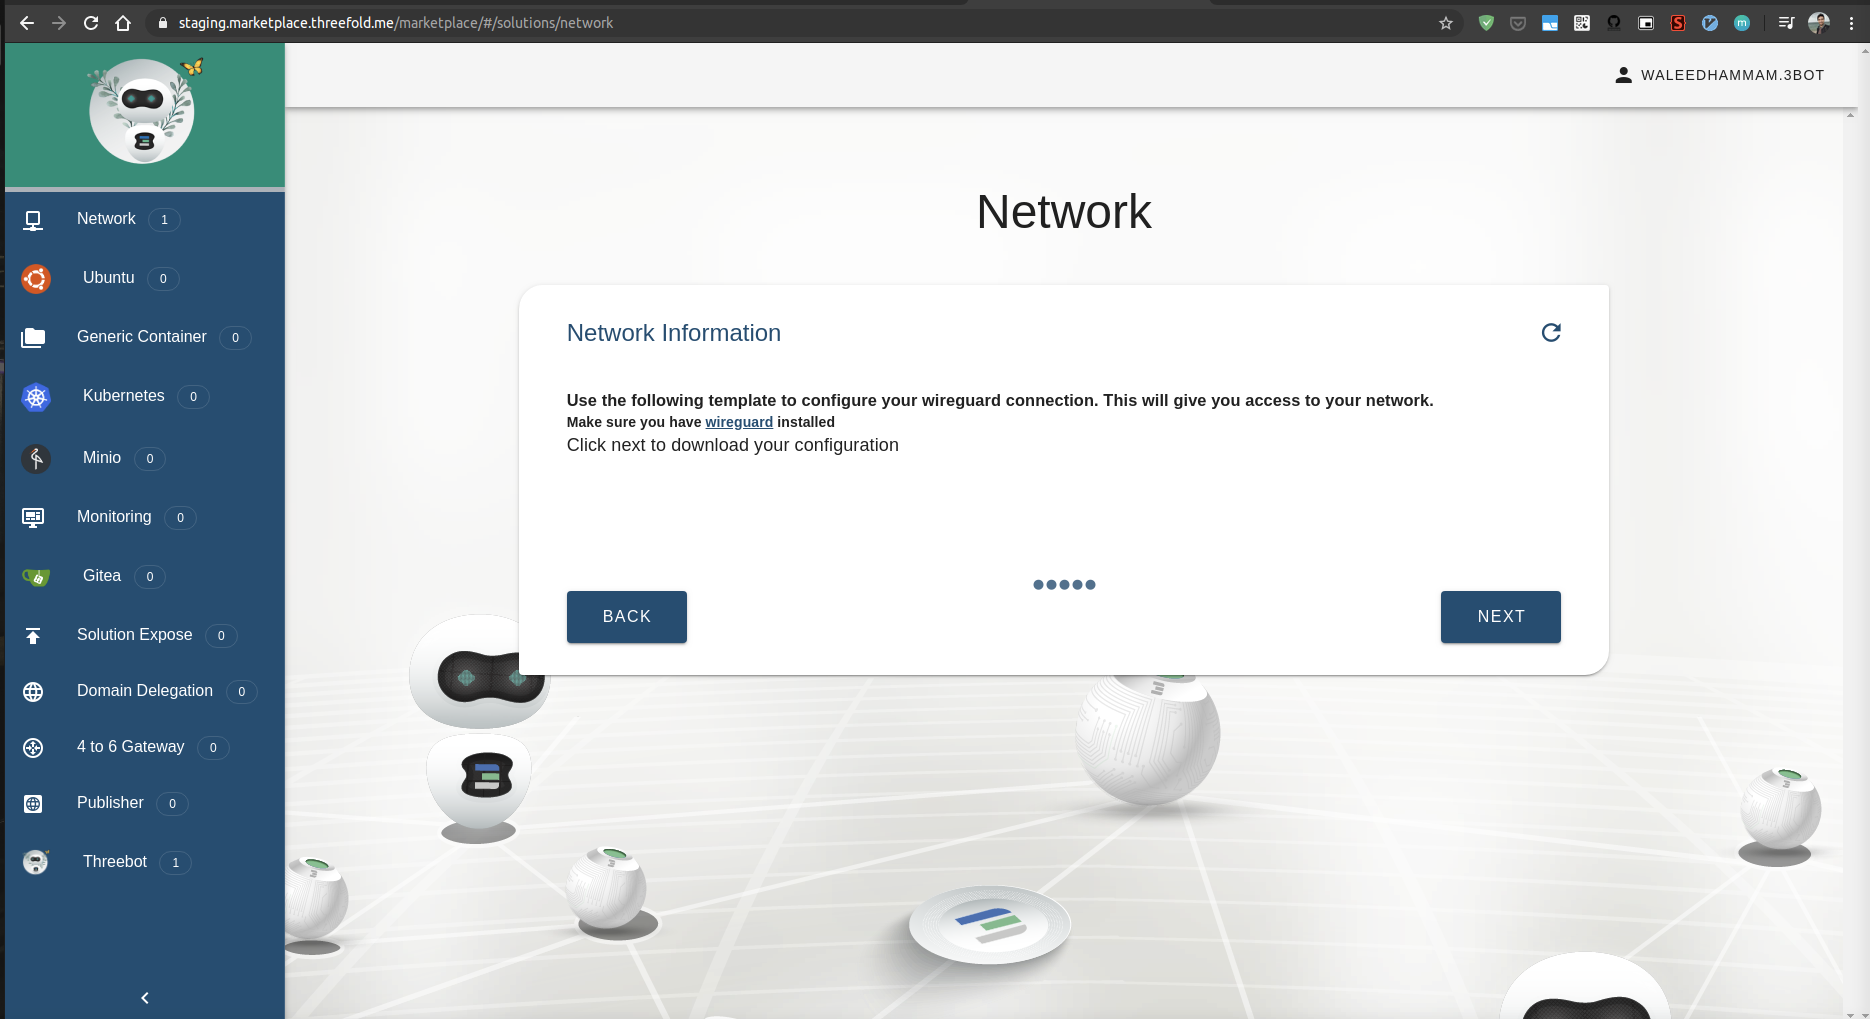 staging.marketplace.threefold.me/marketplace/#/solutions/network
WALEEDHAMMAM.3BOT
Network 1
Ubuntu 0
Generic Container 0
Kubernetes 0
Minio 0
Monitoring 0
Gitea 0
Solution Expose 0
Domain Delegation 0
4 to 6 Gateway 0
Publisher 0
Threebot 1
Network
Network Information
Use the following template to configure your wireguard connection. This will give you access to your network.
Make sure you have wireguard installed
Click next to download your configuration
BACK
NEXT